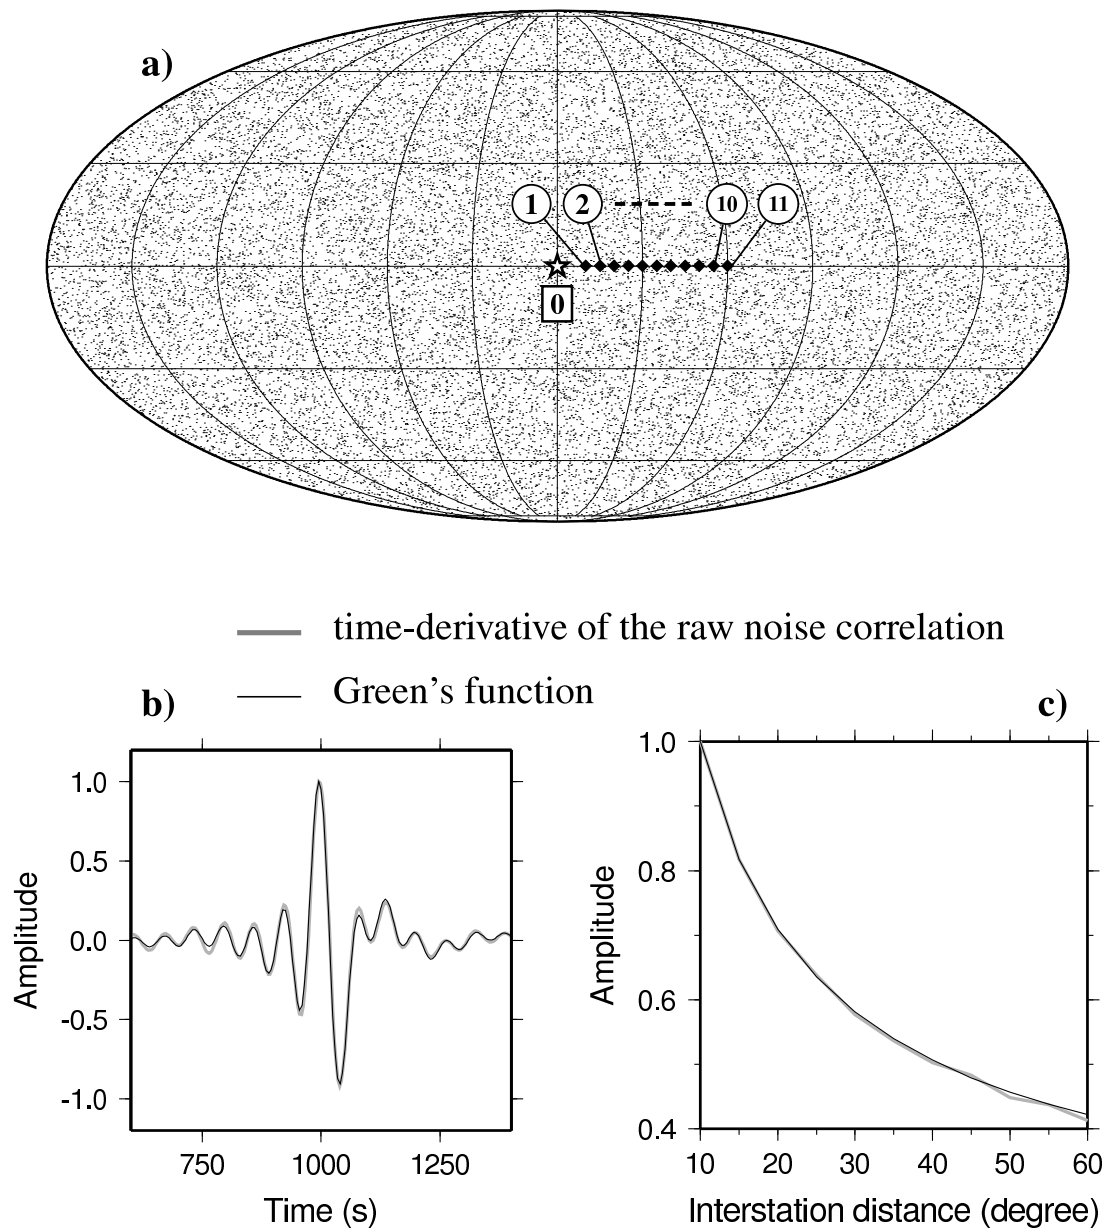 a)
1 2 10 11
0
time-derivative of the raw noise correlation
Green's function
b)
c)
1.0
0.5
0.0
-0.5
-1.0
Amplitude
750 1000 1250
Time (s)
1.0
0.8
0.6
0.4
Amplitude
10 20 30 40 50 60
Interstation distance (degree)